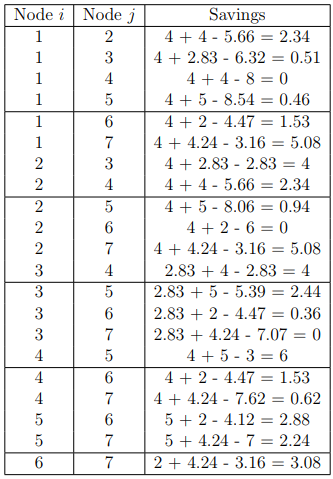 Node i Node j Savings
1 2 4 + 4 - 5.66 = 2.34
1 3 4 + 2.83 - 6.32 = 0.51
1 4 4 + 4 - 8 = 0
1 5 4 + 5 - 8.54 = 0.46
1 6 4 + 2 - 4.47 = 1.53
1 7 4 + 4.24 - 3.16 = 5.08
2 3 4 + 2.83 - 2.83 = 4
2 4 4 + 4 - 5.66 = 2.34
2 5 4 + 5 - 8.06 = 0.94
2 6 4 + 2 - 6 = 0
2 7 4 + 4.24 - 3.16 = 5.08
3 4 2.83 + 4 - 2.83 = 4
3 5 2.83 + 5 - 5.39 = 2.44
3 6 2.83 + 2 - 4.47 = 0.36
3 7 2.83 + 4.24 - 7.07 = 0
4 5 4 + 5 - 3 = 6
4 6 4 + 2 - 4.47 = 1.53
4 7 4 + 4.24 - 7.62 = 0.62
5 6 5 + 2 - 4.12 = 2.88
5 7 5 + 4.24 - 7 = 2.24
6 7 2 + 4.24 - 3.16 = 3.08